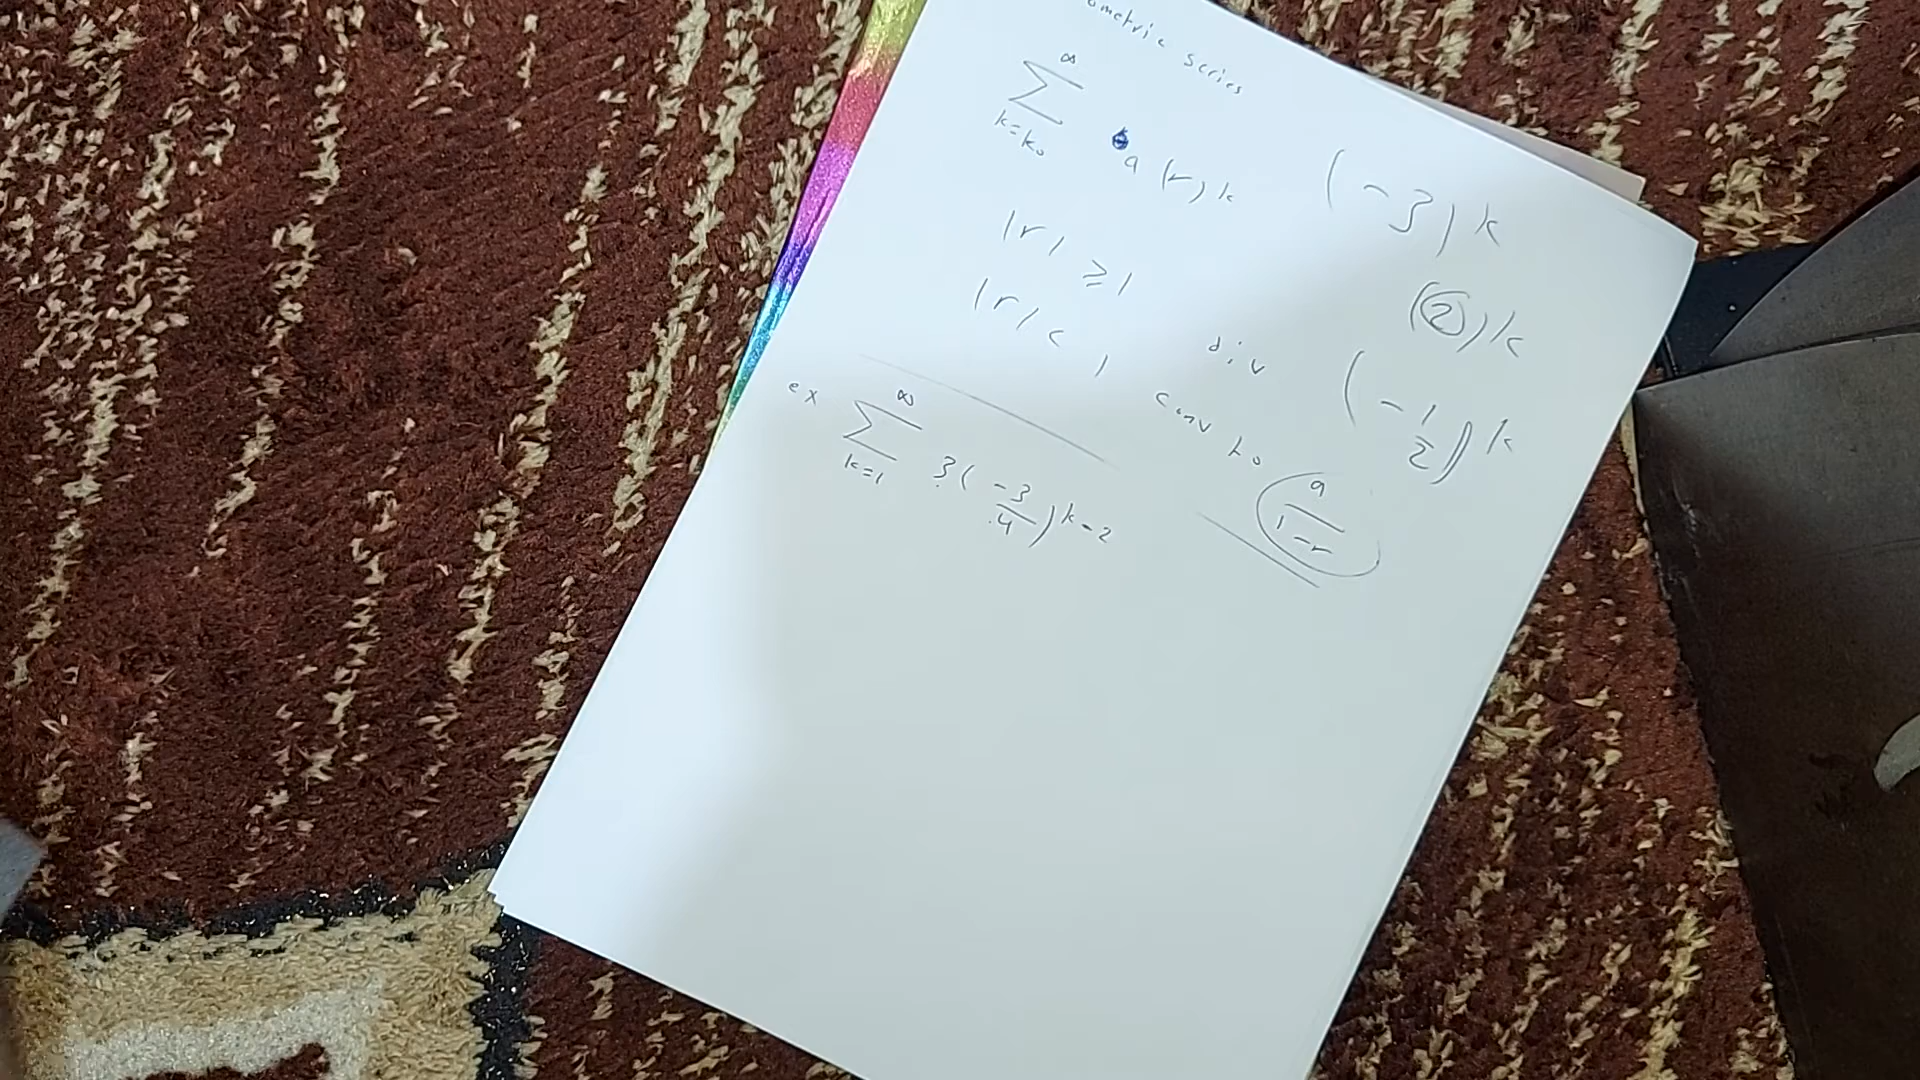 ometric series
∞
∑ a (r)^k
k=k₀
(-3)^k
|r| ≥ 1 div
(2)^k
|r| < 1 conv to a/(1-r)
(-1/2)^k
ex ∞
∑ 3(-3/4)^k-2
k=1